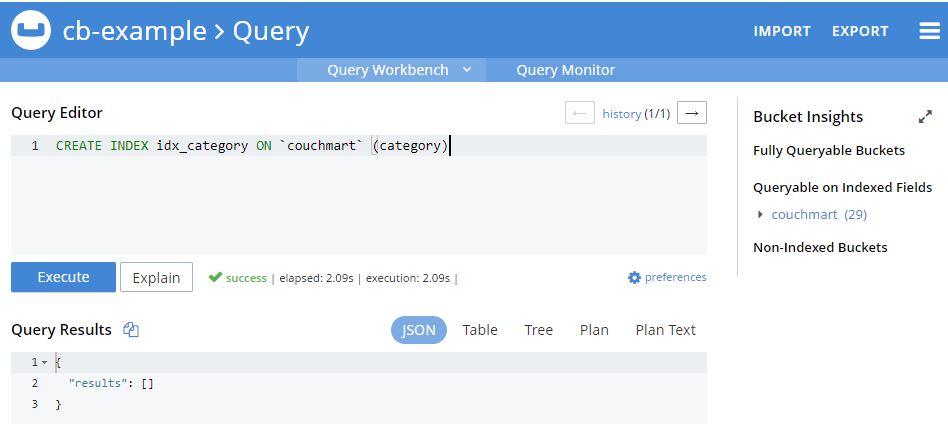 cb-example > Query
IMPORT EXPORT
Query Workbench Query Monitor
Query Editor
← history (1/1) →
1 CREATE INDEX idx_category ON `couchmart` (category)
Execute Explain success | elapsed: 2.09s | execution: 2.09s |
preferences
Query Results
JSON Table Tree Plan Plan Text
1 {
2 "results": []
3 }
Bucket Insights
Fully Queryable Buckets
Queryable on Indexed Fields
couchmart (29)
Non-Indexed Buckets